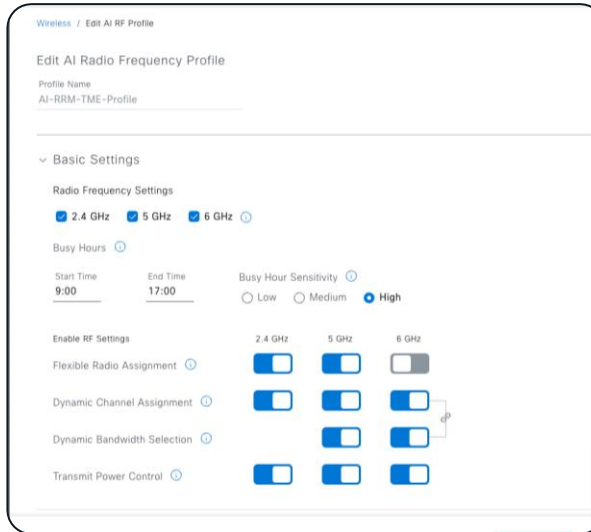 Wireless / Edit AI RF Profile
Edit AI Radio Frequency Profile
Profile Name
AI-RRM-TME-Profile
Basic Settings
Radio Frequency Settings
2.4 GHz 5 GHz 6 GHz
Busy Hours
Start Time End Time Busy Hour Sensitivity
9:00 17:00 Low Medium High
Enable RF Settings 2.4 GHz 5 GHz 6 GHz
Flexible Radio Assignment
Dynamic Channel Assignment
Dynamic Bandwidth Selection
Transmit Power Control